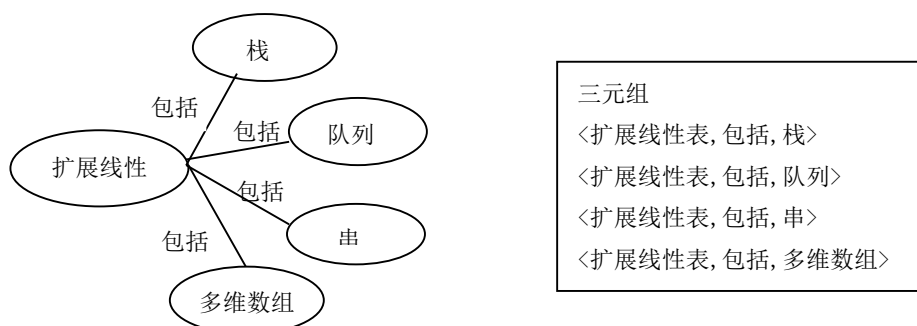 栈
包括
包括
队列
扩展线性
包括
串
包括
多维数组
三元组
<扩展线性表,包括,栈>
<扩展线性表,包括,队列>
<扩展线性表,包括,串>
<扩展线性表,包括,多维数组>